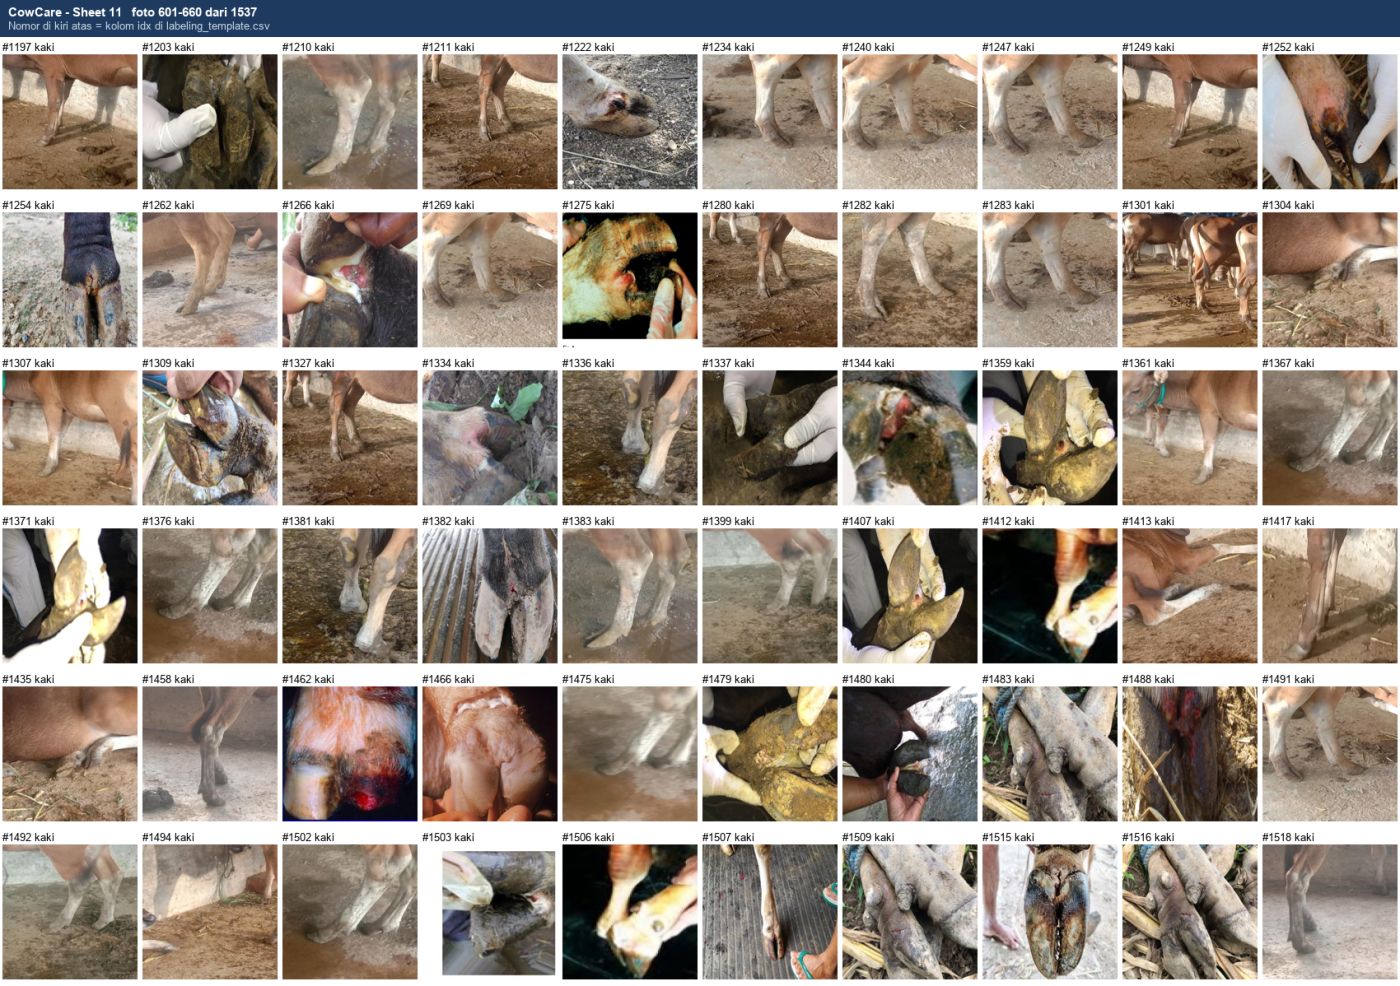 CowCare - Sheet 11 foto 601-660 dari 1537
Nomor di kiri atas = kolom idx di labeling_template.csv
#1197 kaki
#1203 kaki
#1210 kaki
#1211 kaki
#1222 kaki
#1234 kaki
#1240 kaki
#1247 kaki
#1249 kaki
#1252 kaki
#1254 kaki
#1262 kaki
#1266 kaki
#1269 kaki
#1275 kaki
#1280 kaki
#1282 kaki
#1283 kaki
#1301 kaki
#1304 kaki
#1307 kaki
#1309 kaki
#1327 kaki
#1334 kaki
#1336 kaki
#1337 kaki
#1344 kaki
#1359 kaki
#1361 kaki
#1367 kaki
#1371 kaki
#1376 kaki
#1381 kaki
#1382 kaki
#1383 kaki
#1399 kaki
#1407 kaki
#1412 kaki
#1413 kaki
#1417 kaki
#1435 kaki
#1458 kaki
#1462 kaki
#1466 kaki
#1475 kaki
#1479 kaki
#1480 kaki
#1483 kaki
#1488 kaki
#1491 kaki
#1492 kaki
#1494 kaki
#1502 kaki
#1503 kaki
#1506 kaki
#1507 kaki
#1509 kaki
#1515 kaki
#1516 kaki
#1518 kaki